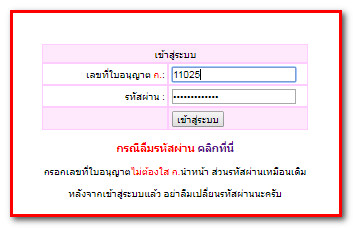 เข้าสู่ระบบ
เลขที่ใบอนุญาต ภ.: 11025
รหัสผ่าน : •••••••••••••
เข้าสู่ระบบ
กรณีลืมรหัสผ่าน คลิกที่นี่
กรอกเลขที่ใบอนุญาตไม่ต้องใส่ ภ.นำหน้า ส่วนรหัสผ่านเหมือนเดิม
หลังจากเข้าสู่ระบบแล้ว อย่าลืมเปลี่ยนรหัสผ่านนะครับ